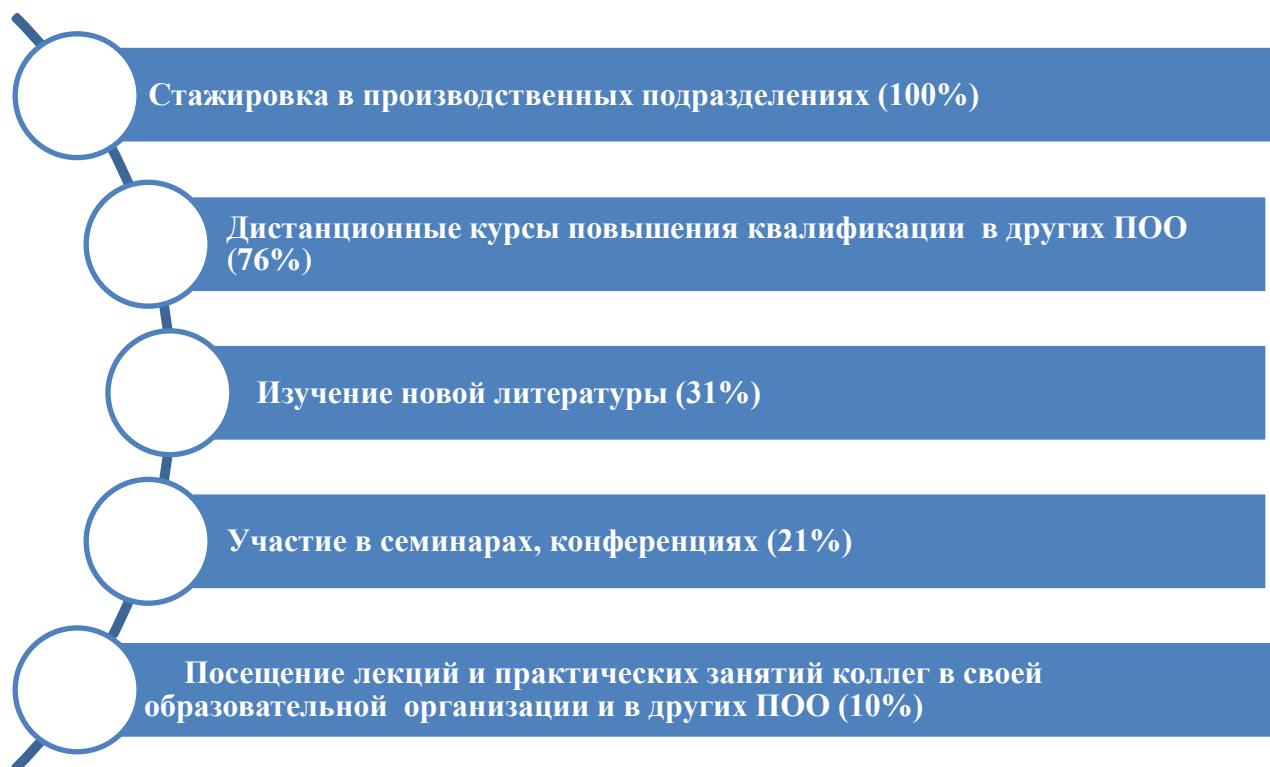 Стажировка в производственных подразделениях (100%)
Дистанционные курсы повышения квалификации  в других ПОО
(76%)
Изучение новой литературы (31%)
Участие в семинарах, конференциях (21%)
Посещение лекций и практических занятий коллег в своей
образовательной  организации и в других ПОО (10%)